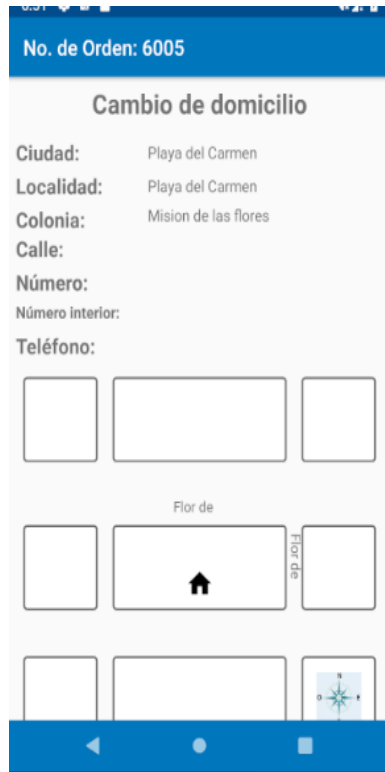 No. de Orden: 6005
Cambio de domicilio
Ciudad: Playa del Carmen
Localidad: Playa del Carmen
Colonia: Mision de las flores
Calle:
Número:
Número interior:
Teléfono:
Flor de
Flor de
N
O E